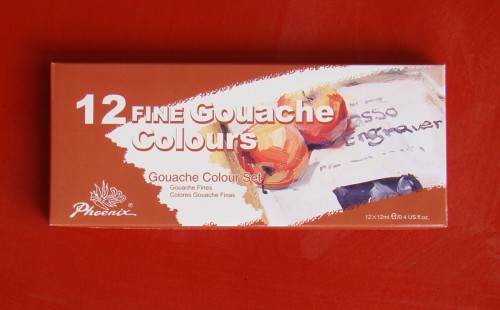 12 FINE Gouache
Colours
asso
Engraver
Gouache Colour Set
Gouache Fines
Colores Gouache Finas
Phoenix®
12×12ml ℮/0.4 US.fl.oz.